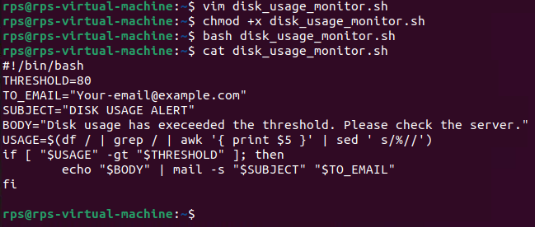 rps@rps-virtual-machine:~$ vim disk_usage_monitor.sh
rps@rps-virtual-machine:~$ chmod +x disk_usage_monitor.sh
rps@rps-virtual-machine:~$ bash disk_usage_monitor.sh
rps@rps-virtual-machine:~$ cat disk_usage_monitor.sh
#!/bin/bash
THRESHOLD=80
TO_EMAIL="Your-email@example.com"
SUBJECT="DISK USAGE ALERT"
BODY="Disk usage has execeeded the threshold. Please check the server."
USAGE=$(df / | grep / | awk '{ print $5 }' | sed ' s/%//')
if [ "$USAGE" -gt "$THRESHOLD" ]; then
        echo "$BODY" | mail -s "$SUBJECT" "$TO_EMAIL"
fi
rps@rps-virtual-machine:~$